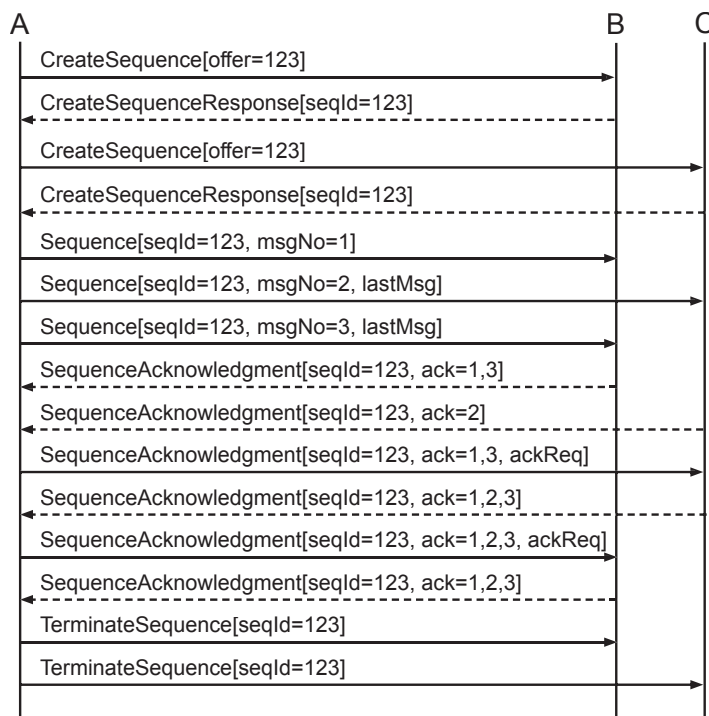 A B C
CreateSequence[offer=123]
CreateSequenceResponse[seqId=123]
CreateSequence[offer=123]
CreateSequenceResponse[seqId=123]
Sequence[seqId=123, msgNo=1]
Sequence[seqId=123, msgNo=2, lastMsg]
Sequence[seqId=123, msgNo=3, lastMsg]
SequenceAcknowledgment[seqId=123, ack=1,3]
SequenceAcknowledgment[seqId=123, ack=2]
SequenceAcknowledgment[seqId=123, ack=1,3, ackReq]
SequenceAcknowledgment[seqId=123, ack=1,2,3]
SequenceAcknowledgment[seqId=123, ack=1,2,3, ackReq]
SequenceAcknowledgment[seqId=123, ack=1,2,3]
TerminateSequence[seqId=123]
TerminateSequence[seqId=123]